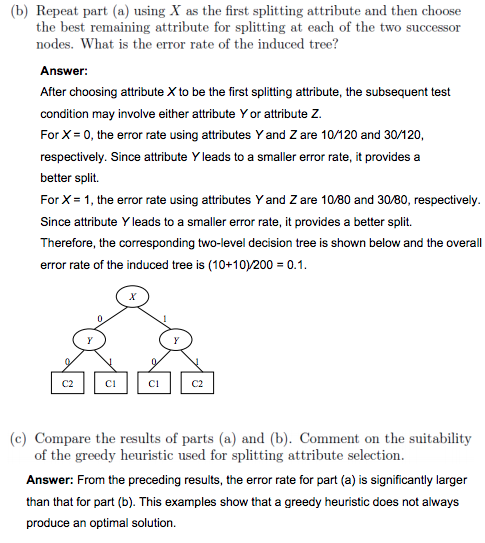 (b) Repeat part (a) using X as the first splitting attribute and then choose
the best remaining attribute for splitting at each of the two successor
nodes. What is the error rate of the induced tree?
Answer:
After choosing attribute X to be the first splitting attribute, the subsequent test
condition may involve either attribute Y or attribute Z.
For X = 0, the error rate using attributes Y and Z are 10/120 and 30/120,
respectively. Since attribute Y leads to a smaller error rate, it provides a
better split.
For X = 1, the error rate using attributes Y and Z are 10/80 and 30/80, respectively.
Since attribute Y leads to a smaller error rate, it provides a better split.
Therefore, the corresponding two-level decision tree is shown below and the overall
error rate of the induced tree is (10+10)/200 = 0.1.
X
0 1
Y Y
0 1 0 1
C2 C1 C1 C2
(c) Compare the results of parts (a) and (b). Comment on the suitability
of the greedy heuristic used for splitting attribute selection.
Answer: From the preceding results, the error rate for part (a) is significantly larger
than that for part (b). This examples show that a greedy heuristic does not always
produce an optimal solution.